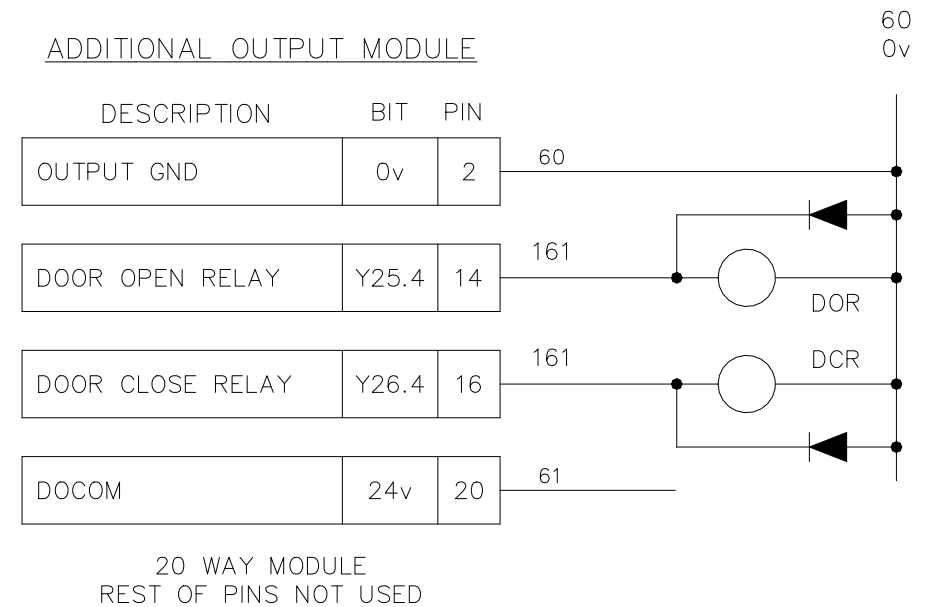 60
0v
ADDITIONAL OUTPUT MODULE
DESCRIPTION BIT PIN
OUTPUT GND 0v 2 60
DOOR OPEN RELAY Y25.4 14 161
DOR
DOOR CLOSE RELAY Y26.4 16 161
DCR
DOCOM 24v 20 61
20 WAY MODULE
REST OF PINS NOT USED